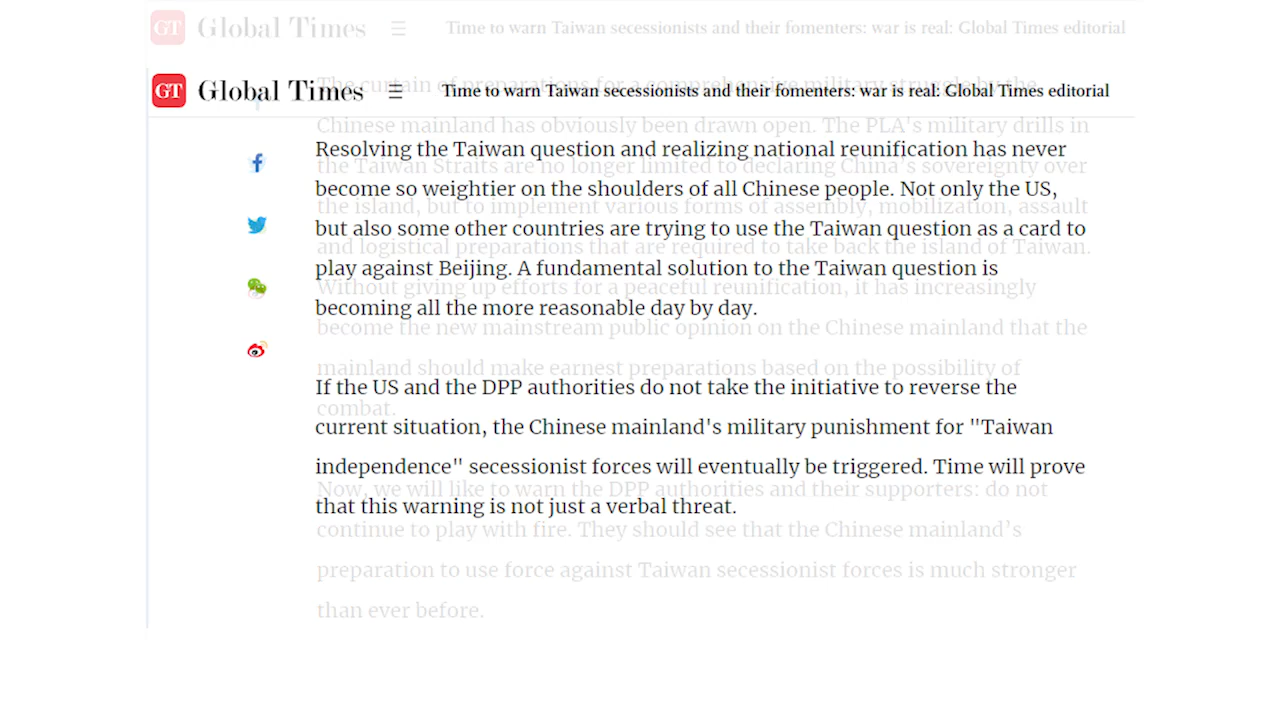 GT Global Times Time to warn Taiwan secessionists and their fomenters: war is real: Global Times editorial
GT Global Times Time to warn Taiwan secessionists and their fomenters: war is real: Global Times editorial
The curtain of preparations for a comprehensive military struggle by the
Chinese mainland has obviously been drawn open. The PLA's military drills in
Resolving the Taiwan question and realizing national reunification has never
the Taiwan Straits are no longer limited to declaring China's sovereignty over
become so weightier on the shoulders of all Chinese people. Not only the US,
the island, but to implement various forms of assembly, mobilization, assault
but also some other countries are trying to use the Taiwan question as a card to
and logistical preparations that are required to take back the island of Taiwan.
play against Beijing. A fundamental solution to the Taiwan question is
Without giving up efforts for a peaceful reunification, it has increasingly
becoming all the more reasonable day by day.
become the new mainstream public opinion on the Chinese mainland that the
mainland should make earnest preparations based on the possibility of
If the US and the DPP authorities do not take the initiative to reverse the
combat.
current situation, the Chinese mainland's military punishment for "Taiwan
independence" secessionist forces will eventually be triggered. Time will prove
Now, we will like to warn the DPP authorities and their supporters: do not
that this warning is not just a verbal threat.
continue to play with fire. They should see that the Chinese mainland's
preparation to use force against Taiwan secessionist forces is much stronger
than ever before.